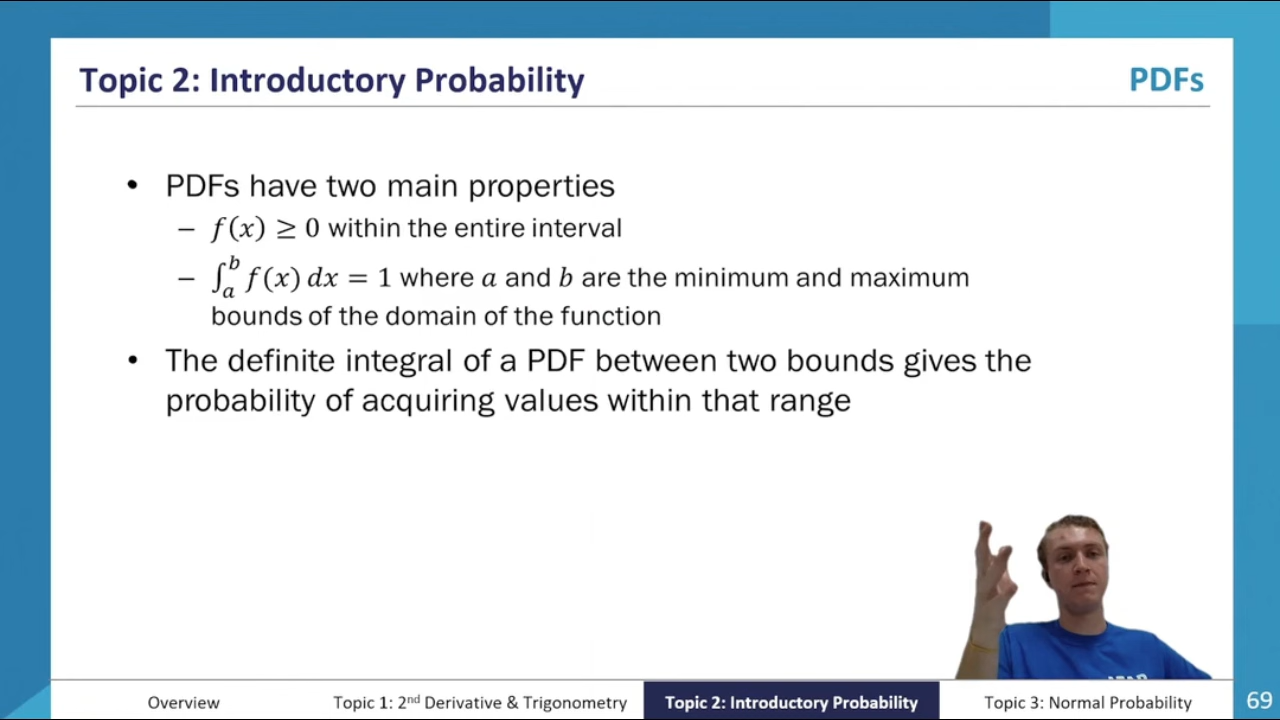 Topic 2: Introductory Probability
PDFs
• PDFs have two main properties
– f(x) ≥ 0 within the entire interval
– ∫ₐᵇ f(x) dx = 1 where a and b are the minimum and maximum
bounds of the domain of the function
• The definite integral of a PDF between two bounds gives the
probability of acquiring values within that range
Overview
Topic 1: 2ⁿᵈ Derivative & Trigonometry
Topic 2: Introductory Probability
Topic 3: Normal Probability
69